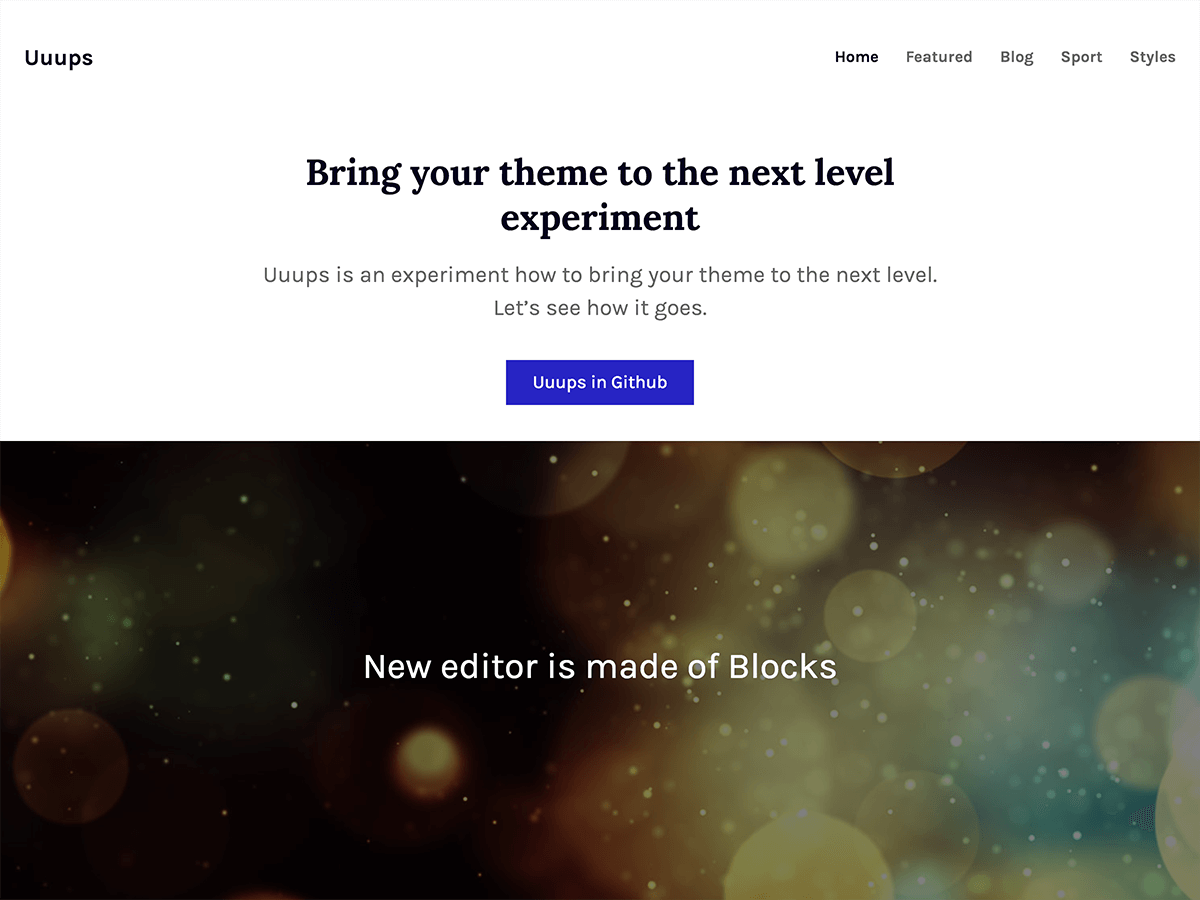 Uuups
Home Featured Blog Sport Styles
Bring your theme to the next level
experiment
Uuups is an experiment how to bring your theme to the next level.
Let’s see how it goes.
Uuups in Github
New editor is made of Blocks